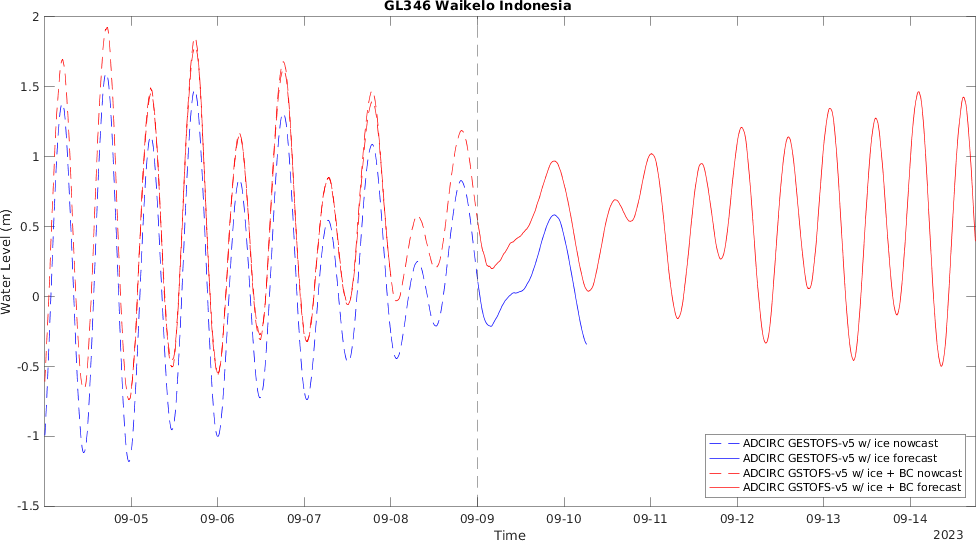 GL346 Waikelo Indonesia
2
1.5
1
0.5
0
-0.5
-1
-1.5
Water Level (m)
ADCIRC GESTOFS-v5 w/ ice nowcast
ADCIRC GESTOFS-v5 w/ ice forecast
ADCIRC GSTOFS-v5 w/ ice + BC nowcast
ADCIRC GSTOFS-v5 w/ ice + BC forecast
09-05 09-06 09-07 09-08 09-09 09-10 09-11 09-12 09-13 09-14
Time
2023